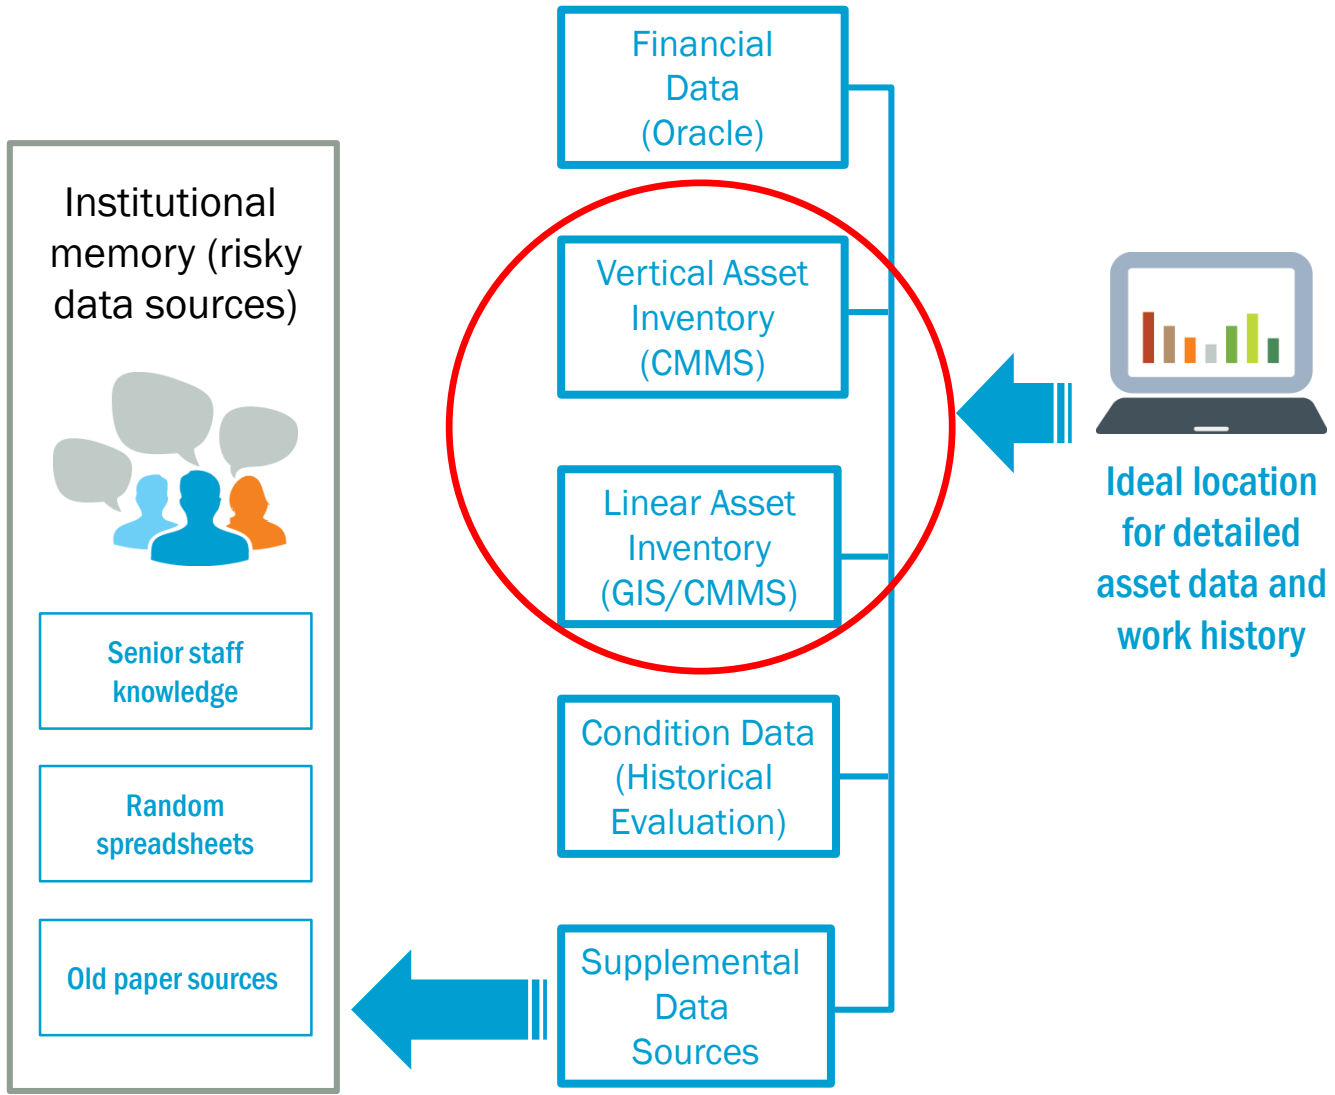 Institutional
memory (risky
data sources)
Senior staff
knowledge
Random
spreadsheets
Old paper sources
Financial
Data
(Oracle)
Vertical Asset
Inventory
(CMMS)
Linear Asset
Inventory
(GIS/CMMS)
Condition Data
(Historical
Evaluation)
Supplemental
Data
Sources
Ideal location
for detailed
asset data and
work history